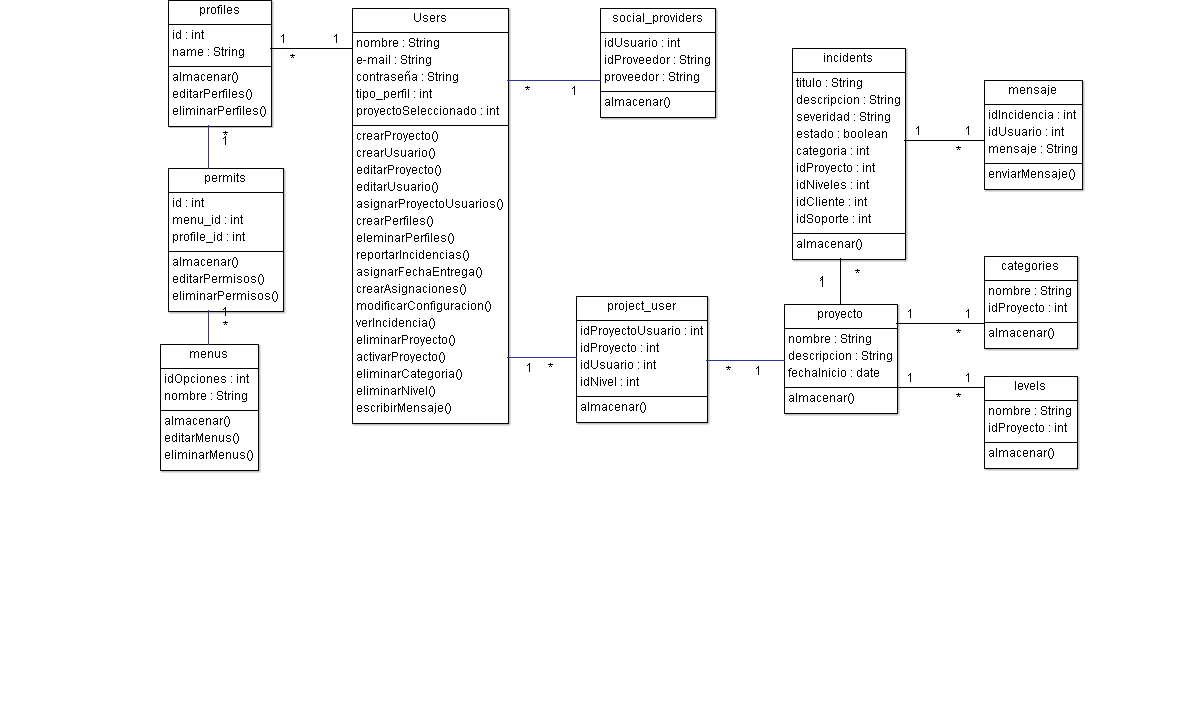 profiles
id : int
name : String
almacenar()
editarPerfiles()
eliminarPerfiles()
1
1
*
*
1
permits
id : int
menu_id : int
profile_id : int
almacenar()
editarPermisos()
eliminarPermisos()
1
*
menus
idOpciones : int
nombre : String
almacenar()
editarMenus()
eliminarMenus()
Users
nombre : String
e-mail : String
contraseña : String
tipo_perfil : int
proyectoSeleccionado : int
crearProyecto()
crearUsuario()
editarProyecto()
editarUsuario()
asignarProyectoUsuarios()
crearPerfiles()
eleminarPerfiles()
reportarIncidencias()
asignarFechaEntrega()
crearAsignaciones()
modificarConfiguracion()
verIncidencia()
eliminarProyecto()
activarProyecto()
eliminarCategoria()
eliminarNivel()
escribirMensaje()
*
1
social_providers
idUsuario : int
idProveedor : String
proveedor : String
almacenar()
1
*
project_user
idProyectoUsuario : int
idProyecto : int
idUsuario : int
idNivel : int
almacenar()
*
1
incidents
titulo : String
descripcion : String
severidad : String
estado : boolean
categoria : int
idProyecto : int
idNiveles : int
idCliente : int
idSoporte : int
almacenar()
1
1
*
mensaje
idIncidencia : int
idUsuario : int
mensaje : String
enviarMensaje()
*
1
proyecto
nombre : String
descripcion : String
fechaInicio : date
almacenar()
1
1
*
categories
nombre : String
idProyecto : int
almacenar()
1
1
*
levels
nombre : String
idProyecto : int
almacenar()